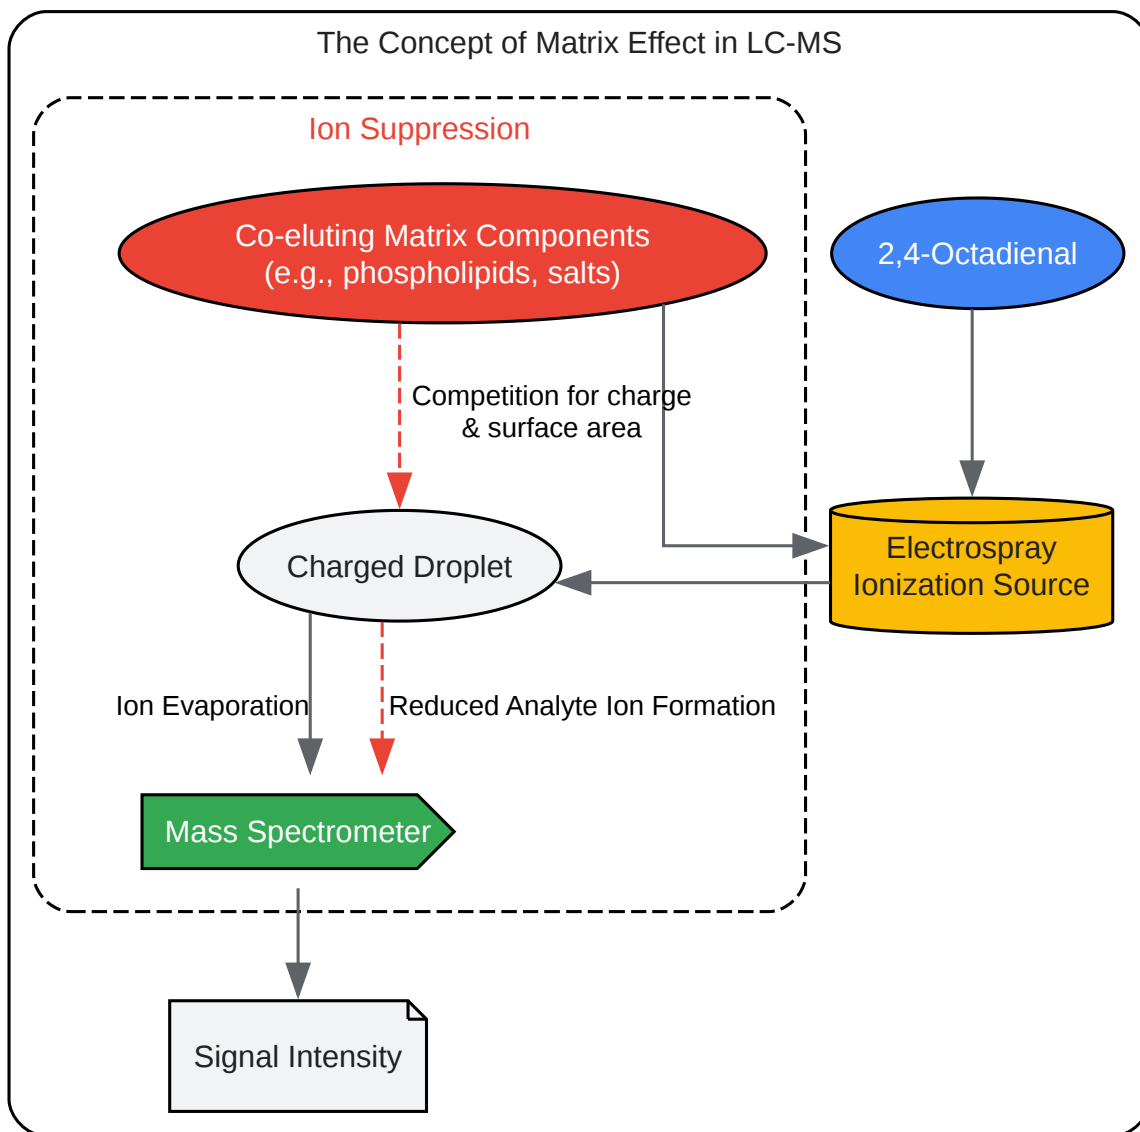 The Concept of Matrix Effect in LC-MS
Ion Suppression
Co-eluting Matrix Components
(e.g., phospholipids, salts)
2,4-Octadienal
Competition for charge
& surface area
Charged Droplet
Electrospray
Ionization Source
Ion Evaporation
Reduced Analyte Ion Formation
Mass Spectrometer
Signal Intensity